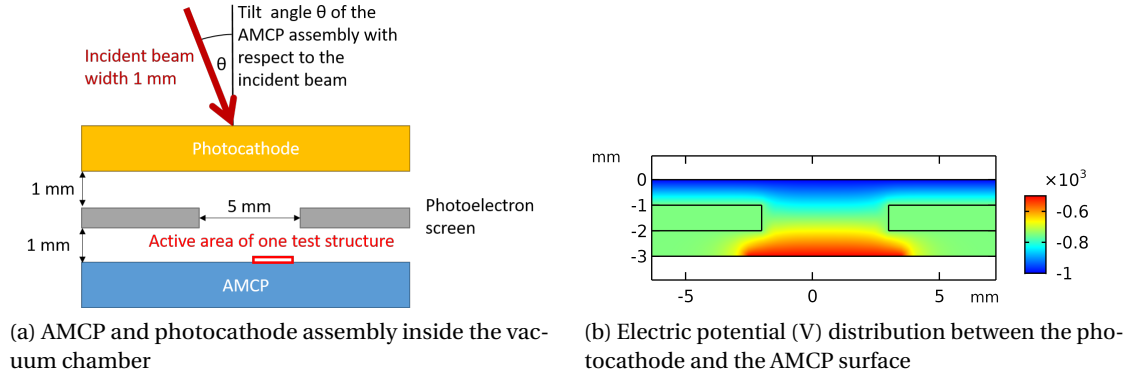 Tilt angle θ of the
AMCP assembly with
respect to the
incident beam
Incident beam
width 1 mm
θ
Photocathode
1 mm
5 mm
Photoelectron
screen
1 mm
Active area of one test structure
AMCP
(a) AMCP and photocathode assembly inside the vac-
uum chamber
mm
0
-1
-2
-3
-5
0
5
mm
×10³
-0.6
-0.8
-1
(b) Electric potential (V) distribution between the pho-
tocathode and the AMCP surface